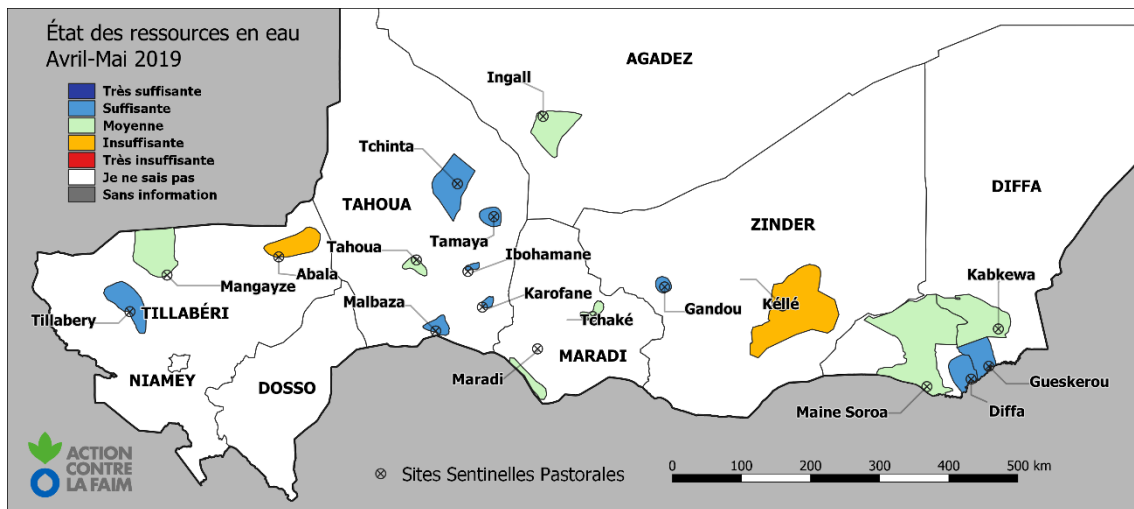 État des ressources en eau
Avril-Mai 2019
Très suffisante
Suffisante
Moyenne
Insuffisante
Très insuffisante
Je ne sais pas
Sans information
AGADEZ
Ingall
Tchinta
DIFFA
TAHOUA
ZINDER
Tamaya
Tahoua
Ibohamane
Abala
Kabkewa
Mangayze
Karofane
Malbaza
Gandou
Kéllé
TILLABÉRI
Tillabery
Tchaké
MARADI
Maradi
NIAMEY
DOSSO
Gueskerou
Maine Soroa
Diffa
ACTION
CONTRE
LA FAIM
Sites Sentinelles Pastorales
0 100 200 300 400 500 km